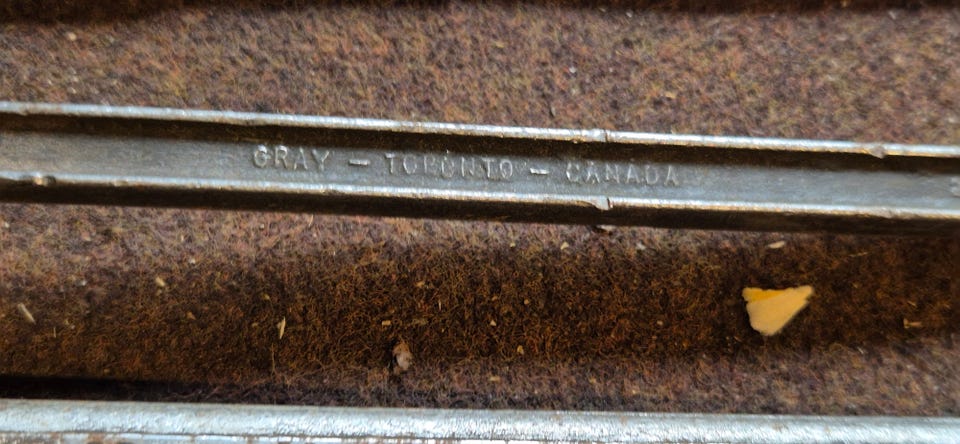 GRAY - TORONTO - CANADA